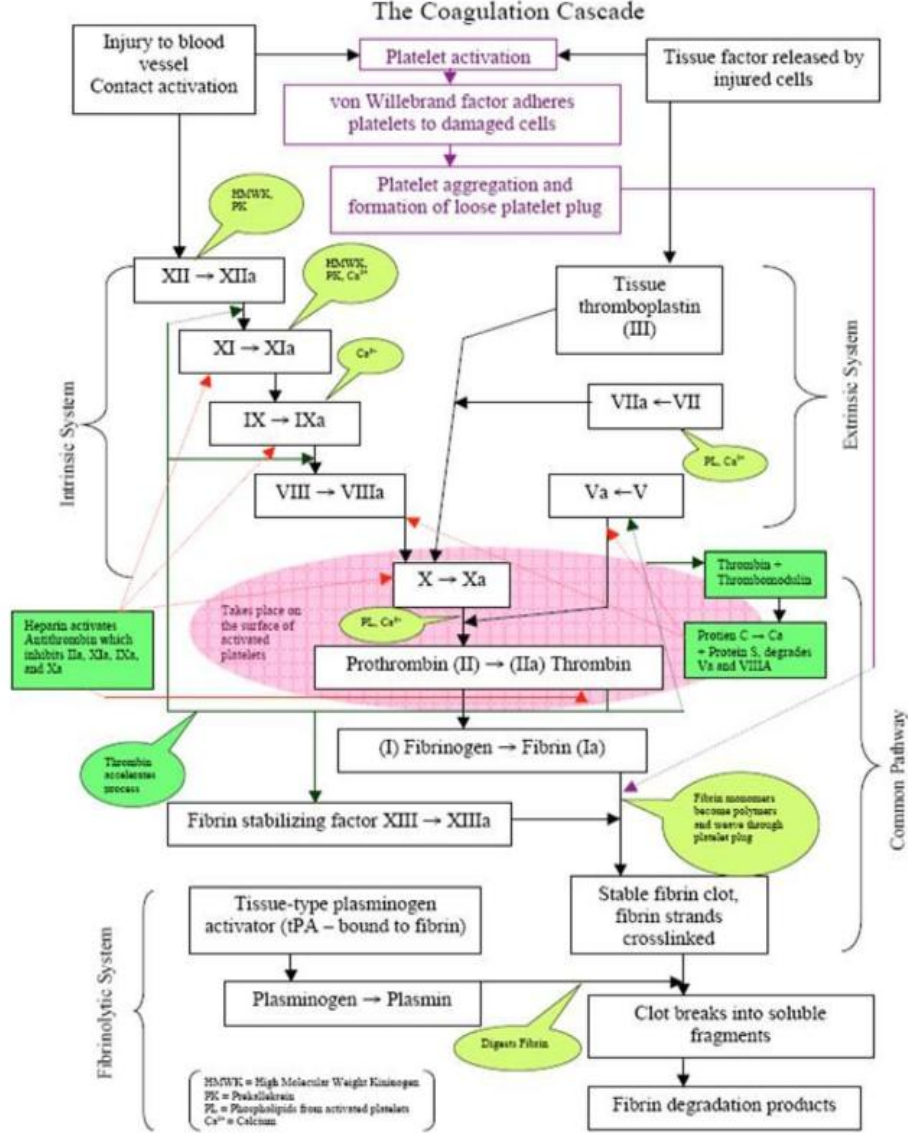 The Coagulation Cascade
Injury to blood
vessel
Contact activation
Platelet activation
Tissue factor released by
injured cells
von Willebrand factor adheres
platelets to damaged cells
Platelet aggregation and
formation of loose platelet plug
HMWK,
PK
XII → XIIa
HMWK,
PK, Ca²⁺
XI → XIa
Ca²⁺
IX → IXa
VIII → VIIIa
Intrinsic System
Tissue
thromboplastin
(III)
VIIa ←VII
PL, Ca²⁺
Va ←V
Extrinsic System
X → Xa
PL, Ca²⁺
Takes place on
the surface of
activated
platelets
Prothrombin (II) → (IIa) Thrombin
Thrombin +
Thrombomodulin
Protien C → Ca
+ Protein S, degrades
Va and VIIIA
Heparin activates
Antithrombin which
inhibits IIa, XIa, IXa,
and Xa
(I) Fibrinogen → Fibrin (Ia)
Thrombin
accelerates
process
Fibrin stabilizing factor XIII → XIIIa
Fibrin monomers
become polymers
and weave through
platelet plug
Common Pathway
Stable fibrin clot,
fibrin strands
crosslinked
Tissue-type plasminogen
activator (tPA – bound to fibrin)
Plasminogen → Plasmin
Digests Fibrin
Clot breaks into soluble
fragments
Fibrin degradation products
Fibrinolytic System
HMWK = High Molecular Weight Kininogen
PK = Prekallekrein
PL = Phospholipids from activated platelets
Ca²⁺ = Calcium